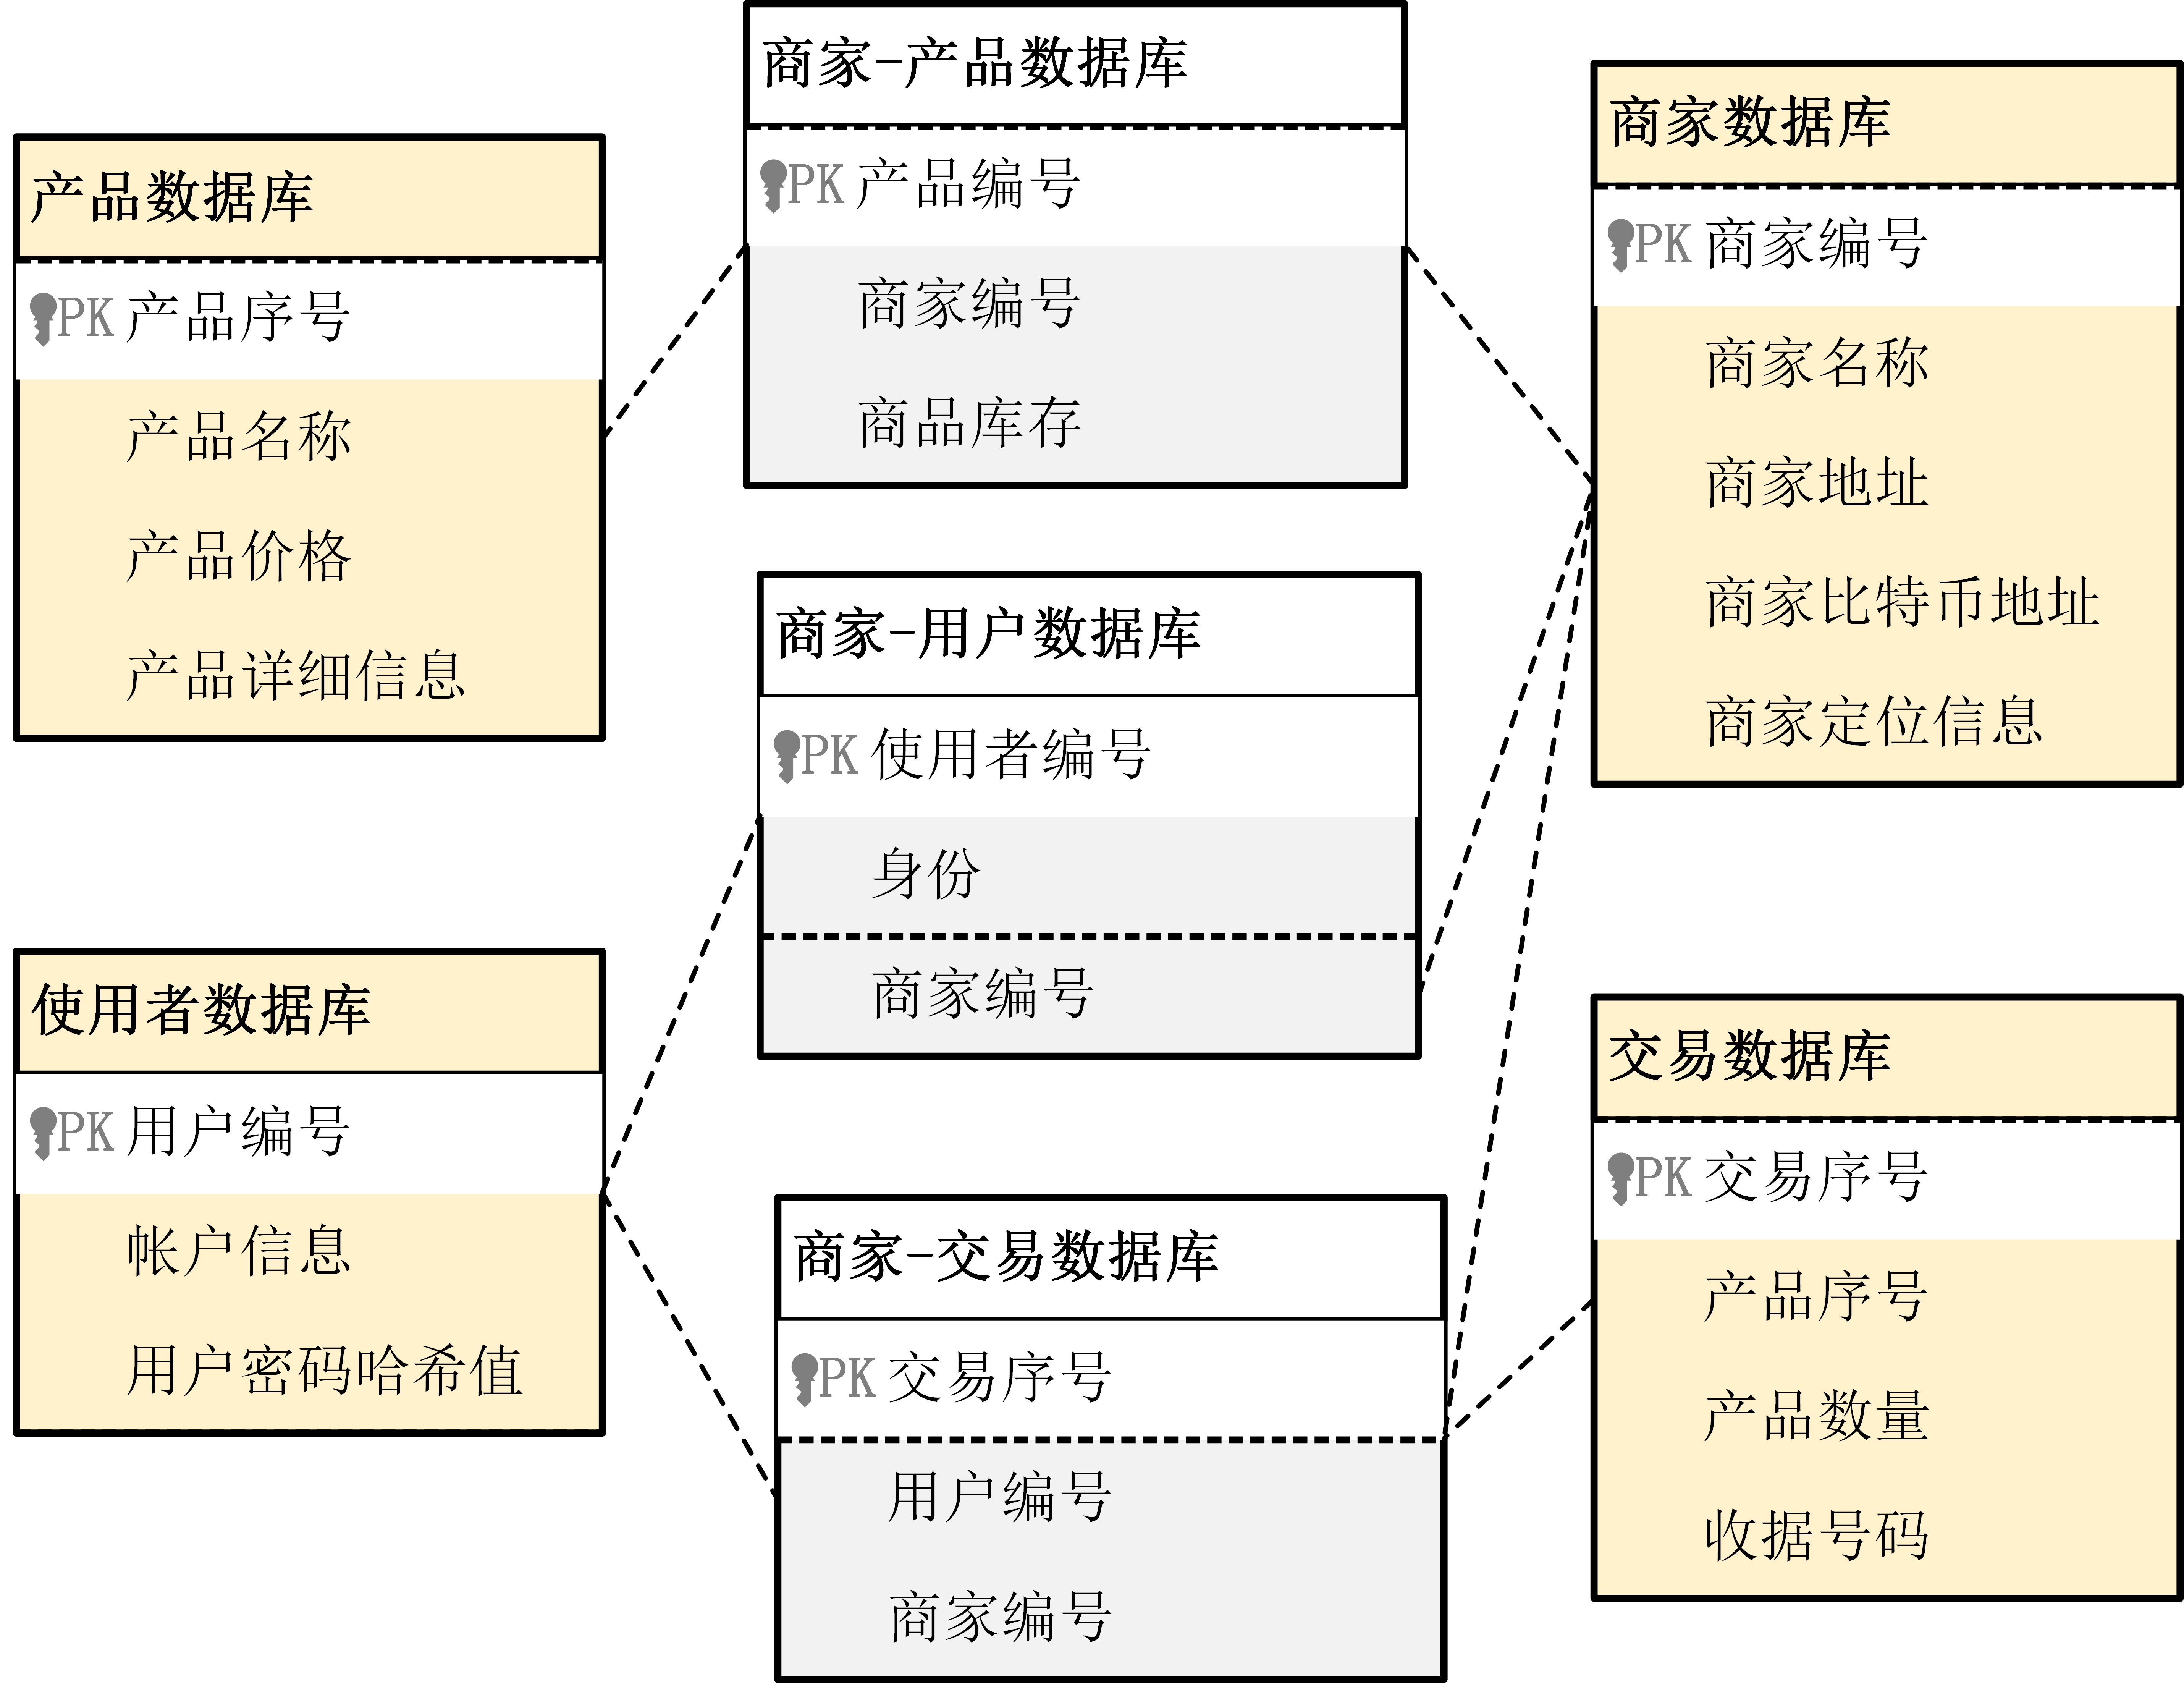 产品数据库
PK 产品序号
产品名称
产品价格
产品详细信息
使用者数据库
PK 用户编号
帐户信息
用户密码哈希值
商家-产品数据库
PK 产品编号
商家编号
商品库存
商家-用户数据库
PK 使用者编号
身份
商家编号
商家-交易数据库
PK 交易序号
用户编号
商家编号
商家数据库
PK 商家编号
商家名称
商家地址
商家比特币地址
商家定位信息
交易数据库
PK 交易序号
产品序号
产品数量
收据号码